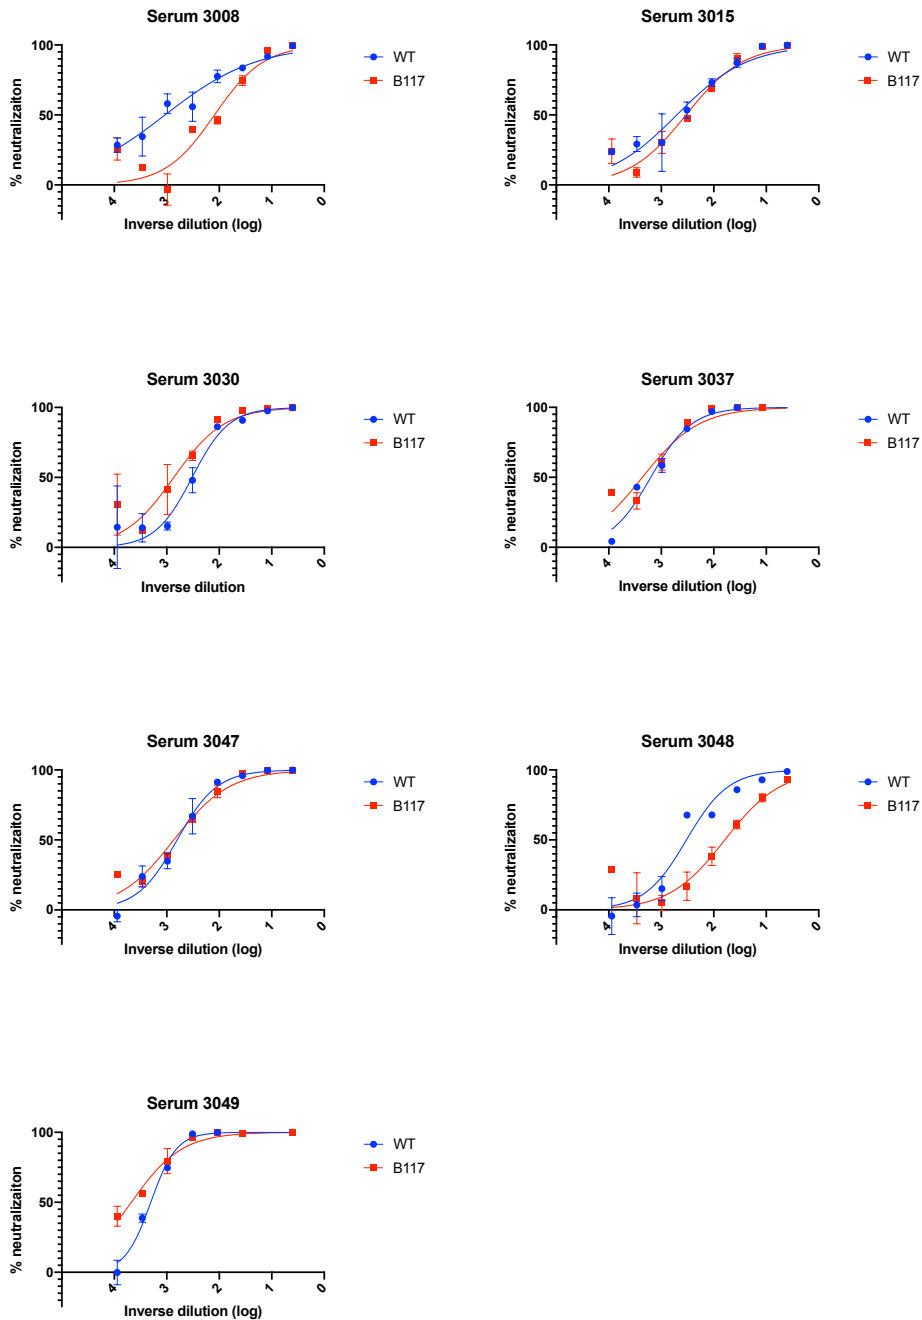 Serum 3008
100
50
0
% neutralizaiton
4 3 2 1 0
Inverse dilution (log)
WT
B117
Serum 3015
100
50
0
% neutralizaiton
4 3 2 1 0
Inverse dilution (log)
WT
B117
Serum 3030
100
50
0
% neutralizaiton
4 3 2 1 0
Inverse dilution
WT
B117
Serum 3037
100
50
0
% neutralizaiton
4 3 2 1 0
Inverse dilution (log)
WT
B117
Serum 3047
100
50
0
% neutralizaiton
4 3 2 1 0
Inverse dilution (log)
WT
B117
Serum 3048
100
50
0
% neutralizaiton
4 3 2 1 0
Inverse dilution (log)
WT
B117
Serum 3049
100
50
0
% neutralizaiton
4 3 2 1 0
Inverse dilution (log)
WT
B117